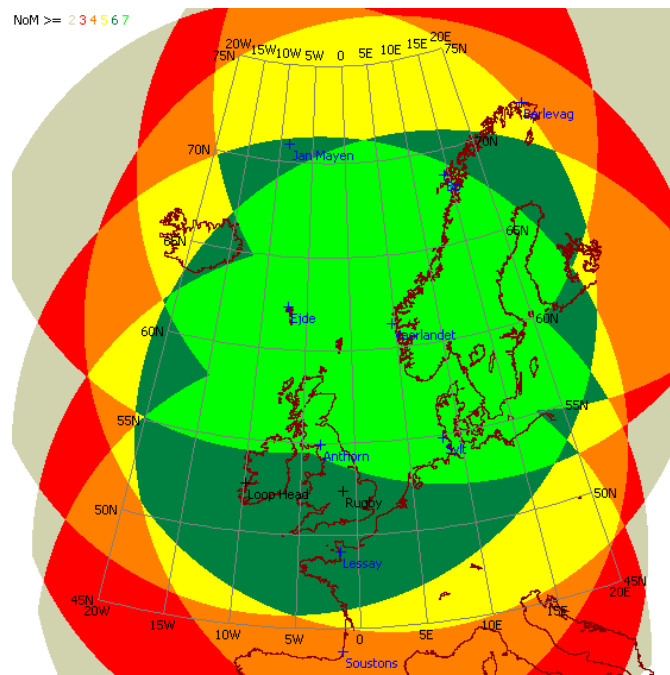 NoM >= 2 3 4 5 6 7
20W 15W 10W 5W 0 5E 10E 15E 20E
75N 75N
Berlevag
70N
70N
Jan Mayen
65N
65N
Ejde
60N
60N
Vaerlandet
55N
55N
Anthorn
Sylt
Loop Head
Rugby
50N
50N
Lessay
45N
45N
20W 15W 10W 5W 0 5E 10E 15E 20E
Soustons